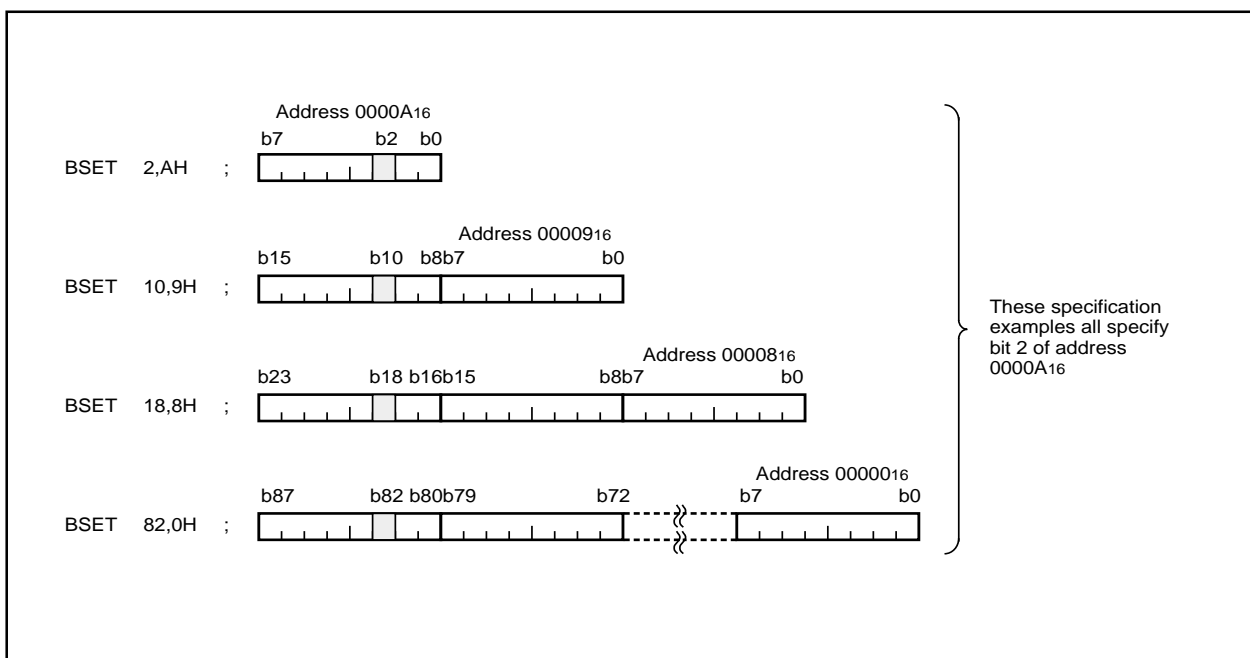 Address 0000A16
b7 b2 b0
BSET 2,AH ;
Address 0000916
b15 b10 b8b7 b0
BSET 10,9H ;
Address 0000816
b23 b18 b16b15 b8b7 b0
BSET 18,8H ;
Address 0000016
b87 b82 b80b79 b72 b7 b0
BSET 82,0H ;
These specification
examples all specify
bit 2 of address
0000A16